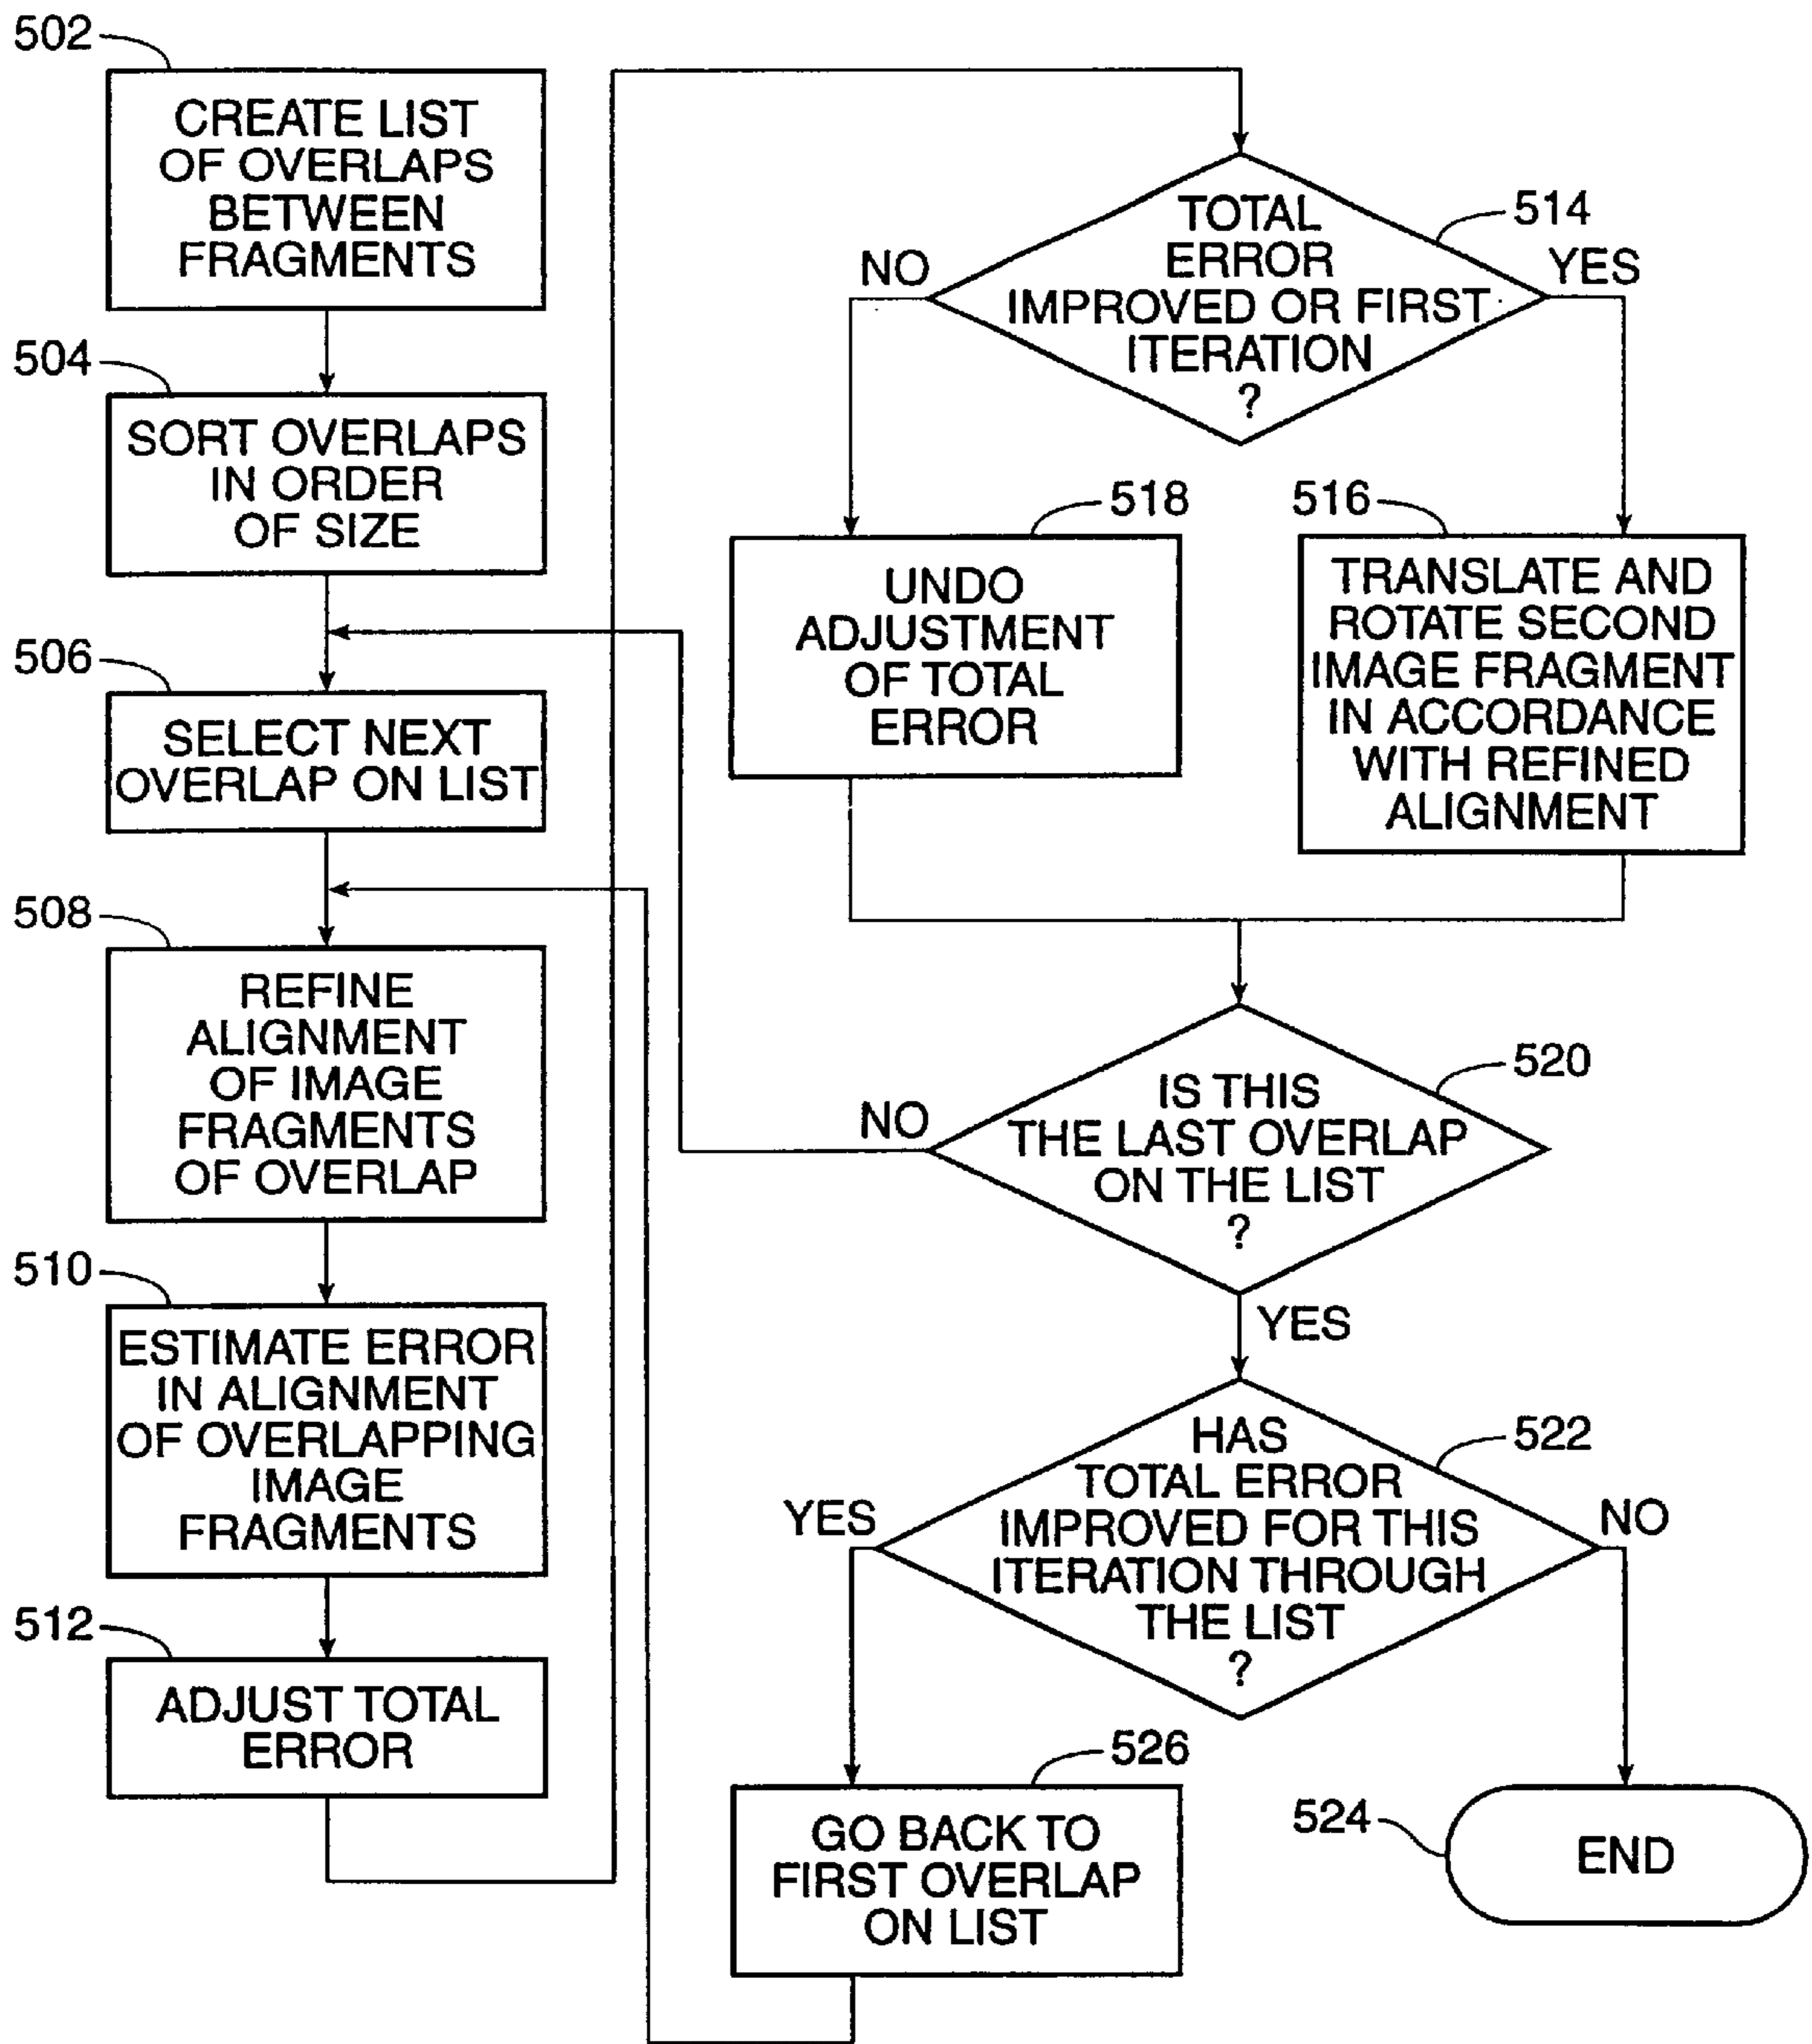 502
CREATE LIST
OF OVERLAPS
BETWEEN
FRAGMENTS
504
SORT OVERLAPS
IN ORDER
OF SIZE
506
SELECT NEXT
OVERLAP ON LIST
508
REFINE
ALIGNMENT
OF IMAGE
FRAGMENTS
OF OVERLAP
510
ESTIMATE ERROR
IN ALIGNMENT
OF OVERLAPPING
IMAGE
FRAGMENTS
512
ADJUST TOTAL
ERROR
514
TOTAL
ERROR
IMPROVED OR FIRST
ITERATION
?
NO
YES
518
UNDO
ADJUSTMENT
OF TOTAL
ERROR
516
TRANSLATE AND
ROTATE SECOND
IMAGE FRAGMENT
IN ACCORDANCE
WITH REFINED
ALIGNMENT
520
IS THIS
THE LAST OVERLAP
ON THE LIST
?
NO
YES
522
HAS
TOTAL ERROR
IMPROVED FOR THIS
ITERATION THROUGH
THE LIST
?
YES
NO
526
GO BACK TO
FIRST OVERLAP
ON LIST
524
END